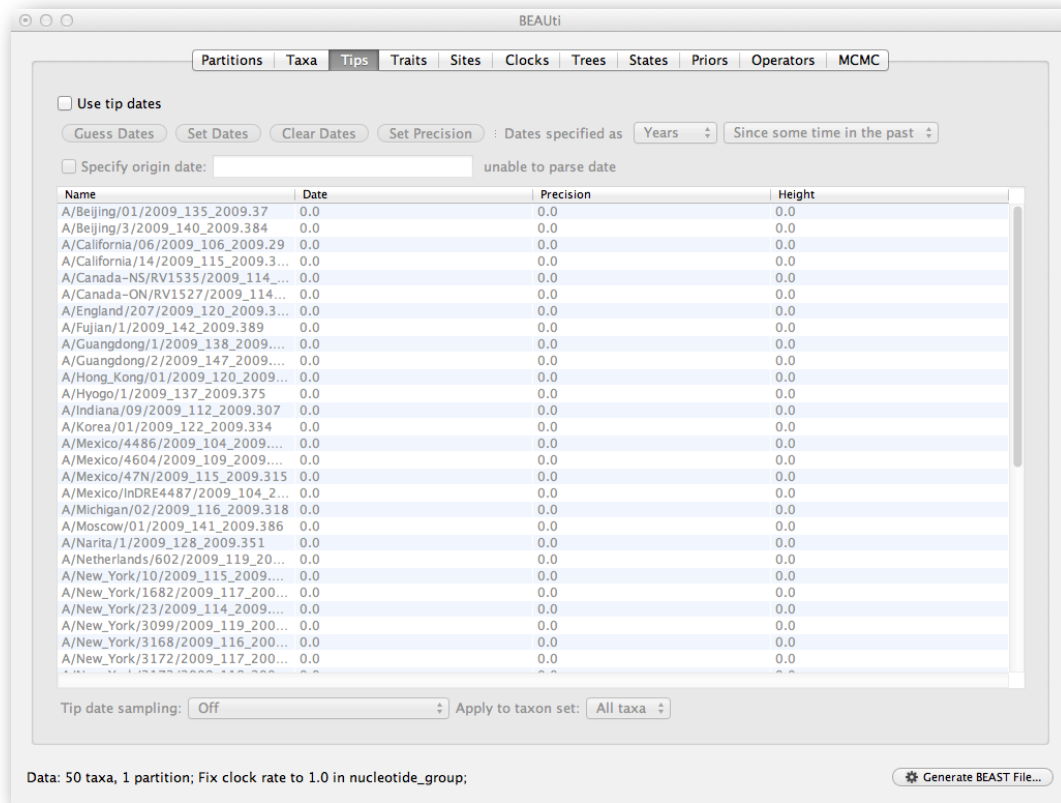 BEAUti
Partitions Taxa Tips Traits Sites Clocks Trees States Priors Operators MCMC
Use tip dates
Guess Dates Set Dates Clear Dates Set Precision : Dates specified as Years Since some time in the past
Specify origin date: unable to parse date
Name Date Precision Height
A/Beijing/01/2009_135_2009.37 0.0 0.0 0.0
A/Beijing/3/2009_140_2009.384 0.0 0.0 0.0
A/California/06/2009_106_2009.29 0.0 0.0 0.0
A/California/14/2009_115_2009.3... 0.0 0.0 0.0
A/Canada-NS/RV1535/2009_114_... 0.0 0.0 0.0
A/Canada-ON/RV1527/2009_114... 0.0 0.0 0.0
A/England/207/2009_120_2009.3... 0.0 0.0 0.0
A/Fujian/1/2009_142_2009.389 0.0 0.0 0.0
A/Guangdong/1/2009_138_2009.... 0.0 0.0 0.0
A/Guangdong/2/2009_147_2009.... 0.0 0.0 0.0
A/Hong_Kong/01/2009_120_2009... 0.0 0.0 0.0
A/Hyogo/1/2009_137_2009.375 0.0 0.0 0.0
A/Indiana/09/2009_112_2009.307 0.0 0.0 0.0
A/Korea/01/2009_122_2009.334 0.0 0.0 0.0
A/Mexico/4486/2009_104_2009.... 0.0 0.0 0.0
A/Mexico/4604/2009_109_2009.... 0.0 0.0 0.0
A/Mexico/47N/2009_115_2009.315 0.0 0.0 0.0
A/Mexico/InDRE4487/2009_104_2... 0.0 0.0 0.0
A/Michigan/02/2009_116_2009.318 0.0 0.0 0.0
A/Moscow/01/2009_141_2009.386 0.0 0.0 0.0
A/Narita/1/2009_128_2009.351 0.0 0.0 0.0
A/Netherlands/602/2009_119_20... 0.0 0.0 0.0
A/New_York/10/2009_115_2009.... 0.0 0.0 0.0
A/New_York/1682/2009_117_200... 0.0 0.0 0.0
A/New_York/23/2009_114_2009.... 0.0 0.0 0.0
A/New_York/3099/2009_119_200... 0.0 0.0 0.0
A/New_York/3168/2009_116_200... 0.0 0.0 0.0
A/New_York/3172/2009_117_200... 0.0 0.0 0.0
Tip date sampling: Off Apply to taxon set: All taxa
Data: 50 taxa, 1 partition; Fix clock rate to 1.0 in nucleotide_group;
Generate BEAST File...